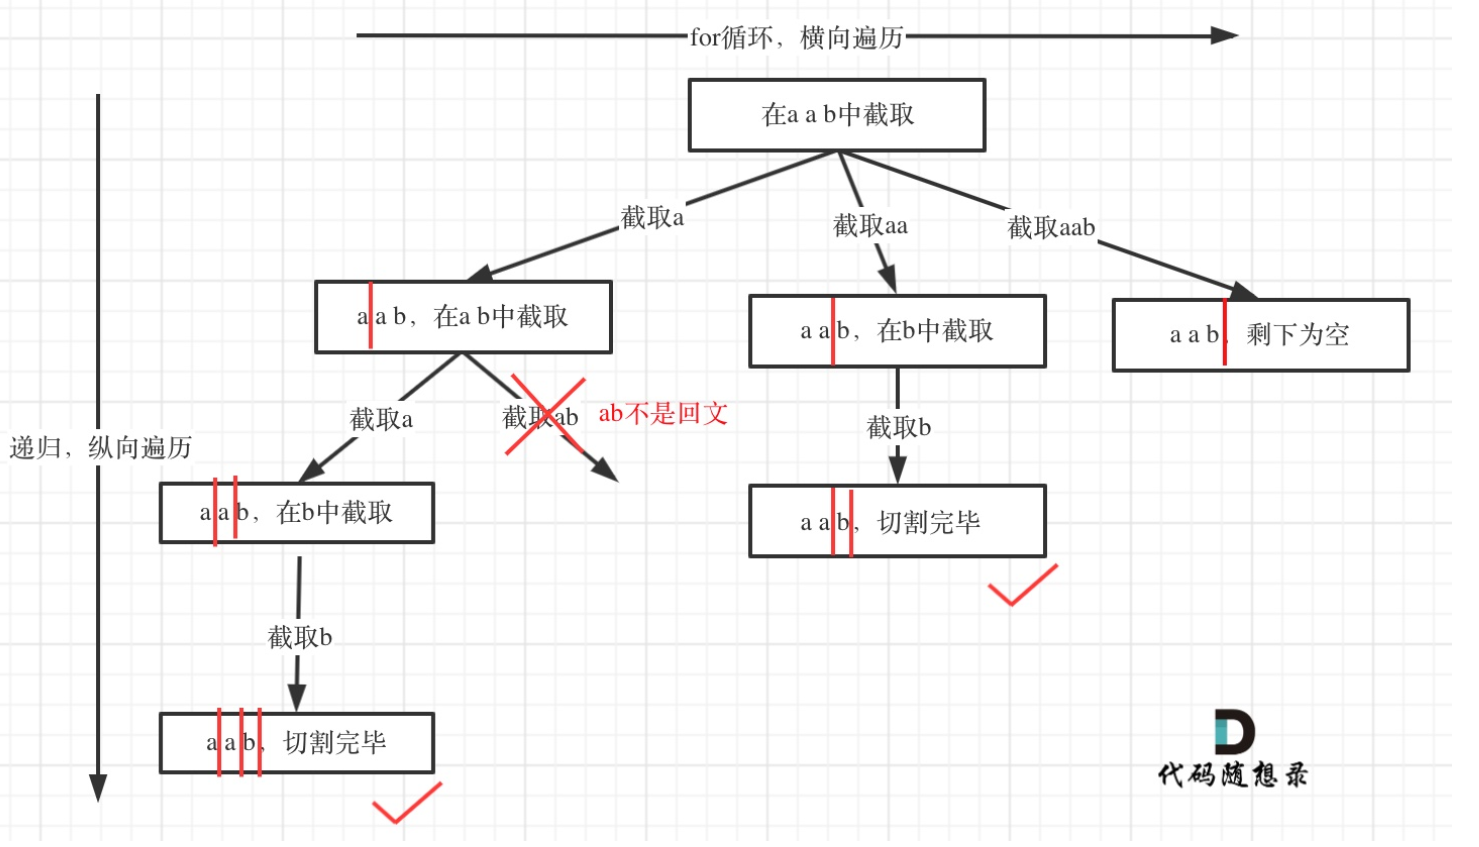 for循环，横向遍历
在a a b中截取
截取a
截取aa
截取aab
a a b，在a b中截取
a a b，在b中截取
a a b，剩下为空
截取a
截取ab
ab不是回文
截取b
递归，纵向遍历
a a b，在b中截取
a a b，切割完毕
截取b
a a b，切割完毕
代码随想录